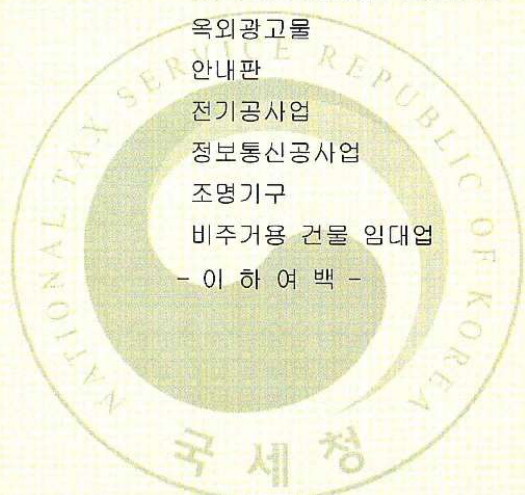 옥외광고물
안내판
전기공사업
정보통신공사업
조명기구
비주거용 건물 임대업
- 이 하 여 백 -
NATIONAL TAX SERVICE REPUBLIC OF KOREA
국세청